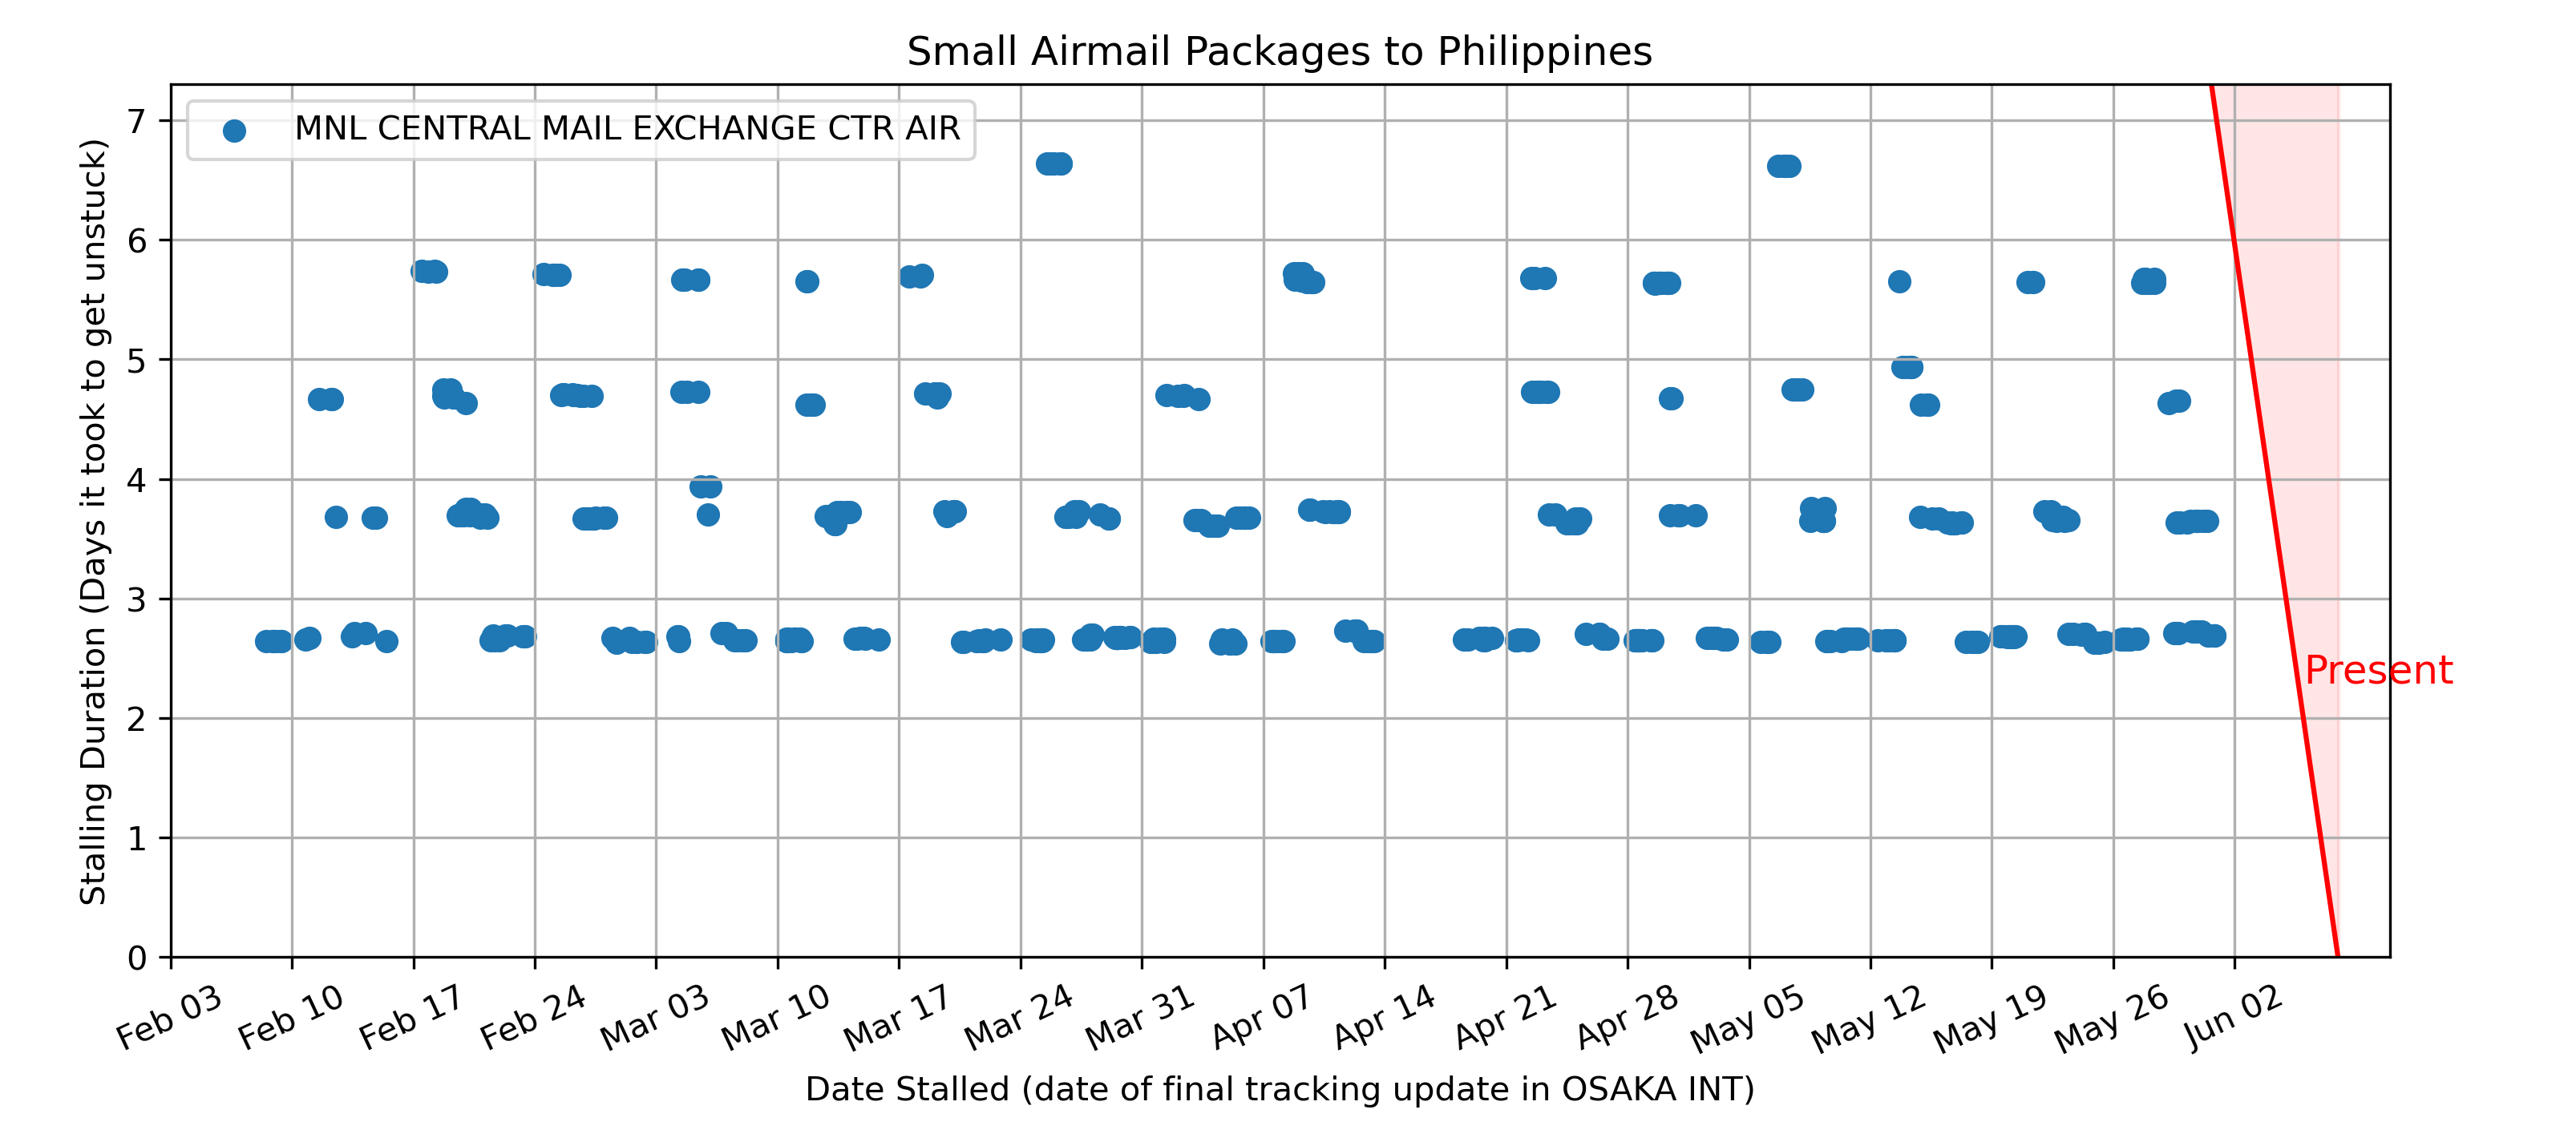 Small Airmail Packages to Philippines
MNL CENTRAL MAIL EXCHANGE CTR AIR
Stalling Duration (Days it took to get unstuck)
7
6
5
4
3
2
1
0
Present
Feb 03
Feb 10
Feb 17
Feb 24
Mar 03
Mar 10
Mar 17
Mar 24
Mar 31
Apr 07
Apr 14
Apr 21
Apr 28
May 05
May 12
May 19
May 26
Jun 02
Date Stalled (date of final tracking update in OSAKA INT)